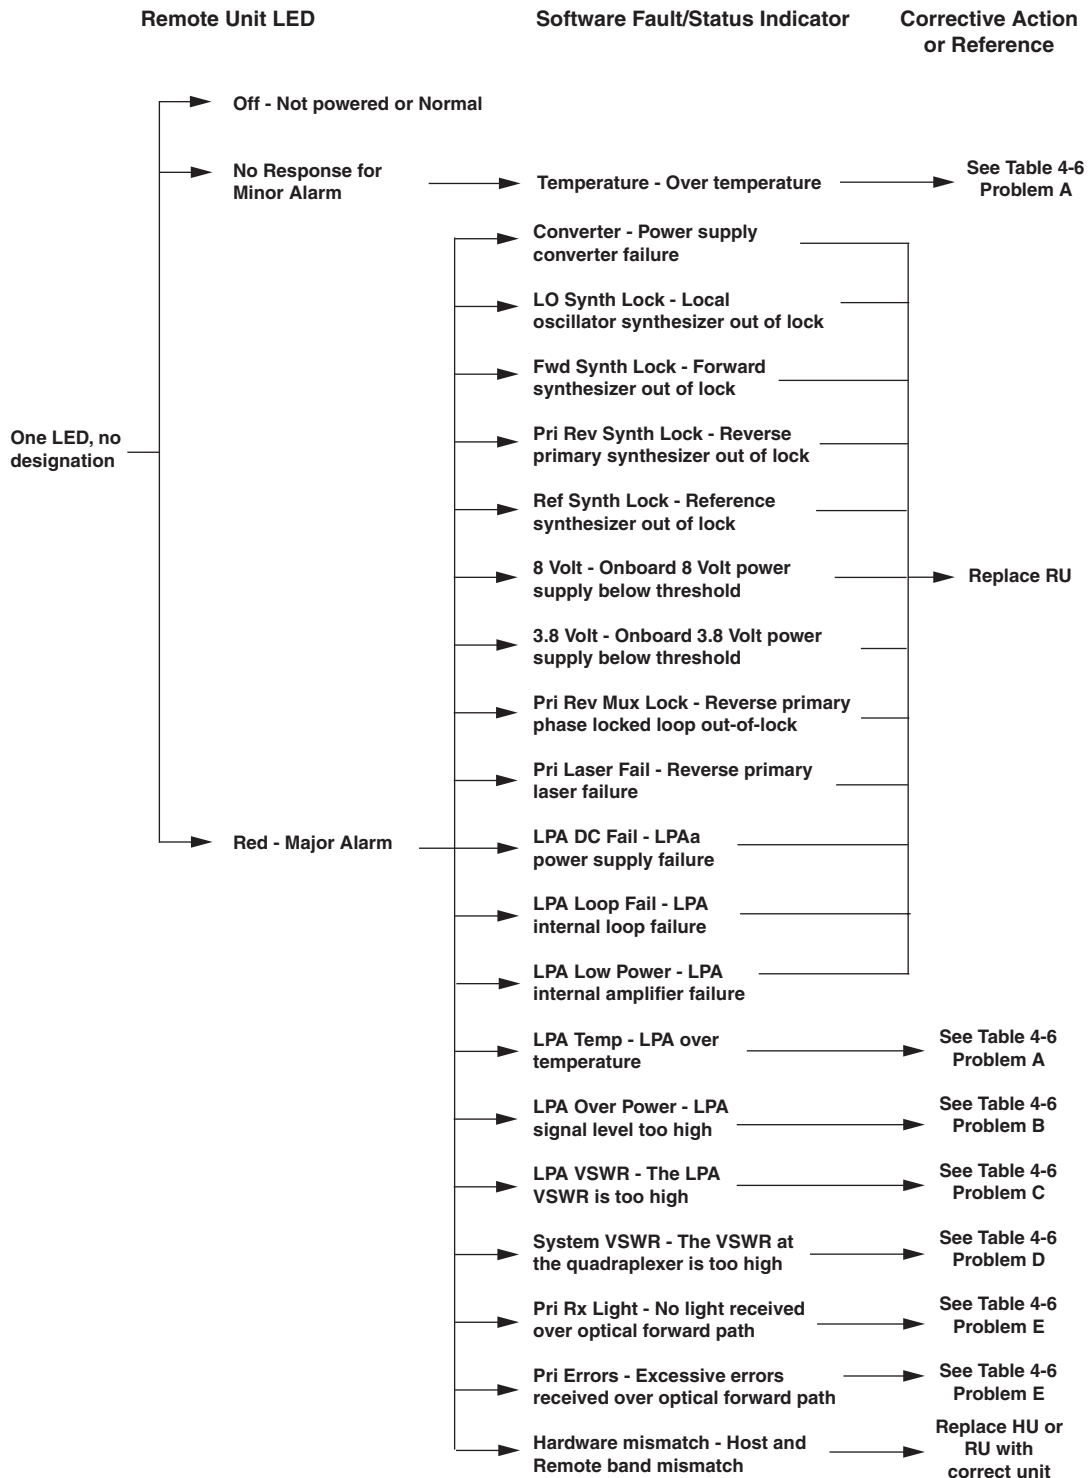 Remote Unit LED
Software Fault/Status Indicator
Corrective Action
or Reference
Off - Not powered or Normal
No Response for
Minor Alarm
Temperature - Over temperature
See Table 4-6
Problem A
Converter - Power supply
converter failure
LO Synth Lock - Local
oscillator synthesizer out of lock
Fwd Synth Lock - Forward
synthesizer out of lock
One LED, no
designation
Pri Rev Synth Lock - Reverse
primary synthesizer out of lock
Ref Synth Lock - Reference
synthesizer out of lock
8 Volt - Onboard 8 Volt power
supply below threshold
Replace RU
3.8 Volt - Onboard 3.8 Volt power
supply below threshold
Pri Rev Mux Lock - Reverse primary
phase locked loop out-of-lock
Pri Laser Fail - Reverse primary
laser failure
Red - Major Alarm
LPA DC Fail - LPAa
power supply failure
LPA Loop Fail - LPA
internal loop failure
LPA Low Power - LPA
internal amplifier failure
LPA Temp - LPA over
temperature
See Table 4-6
Problem A
LPA Over Power - LPA
signal level too high
See Table 4-6
Problem B
LPA VSWR - The LPA
VSWR is too high
See Table 4-6
Problem C
System VSWR - The VSWR at
the quadraplexer is too high
See Table 4-6
Problem D
Pri Rx Light - No light received
over optical forward path
See Table 4-6
Problem E
Pri Errors - Excessive errors
received over optical forward path
See Table 4-6
Problem E
Hardware mismatch - Host and
Remote band mismatch
Replace HU or
RU with
correct unit